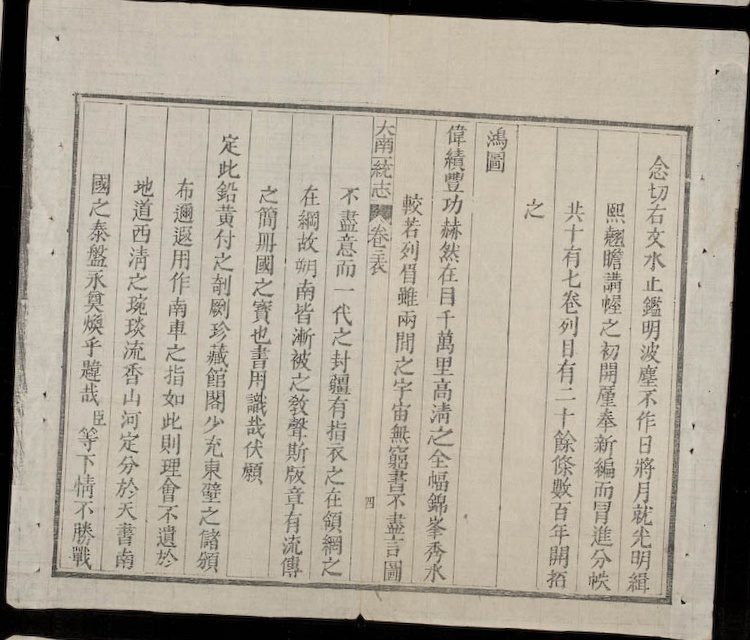 念切右文水止鑑明波塵不作日將月就光明緝
熙翹瞻講幄之初開廑奉新編而冒進分帙
共十有七卷列目有二十餘條數百年開拓
之
鴻圖
偉績豐功赫然在目千萬里高清之全幅錦峯秀水
較若列眉雖兩間之宇宙無窮書不盡言圖
大南一統志 卷之表 四
不盡意而一代之封疆有指衣之在領綱之
在綱故朔南皆漸被之教聲斯版章有流傳
之簡冊國之寶也書用識哉伏願
定此鉛黃付之剞劂珍藏館閣少充東壁之儲頒
布邇遐用作南車之指如此則理會不遺於
地道西清之琬琰流香山河定分於天書南
國之泰盤永奠煥乎韙哉臣等下情不勝戰